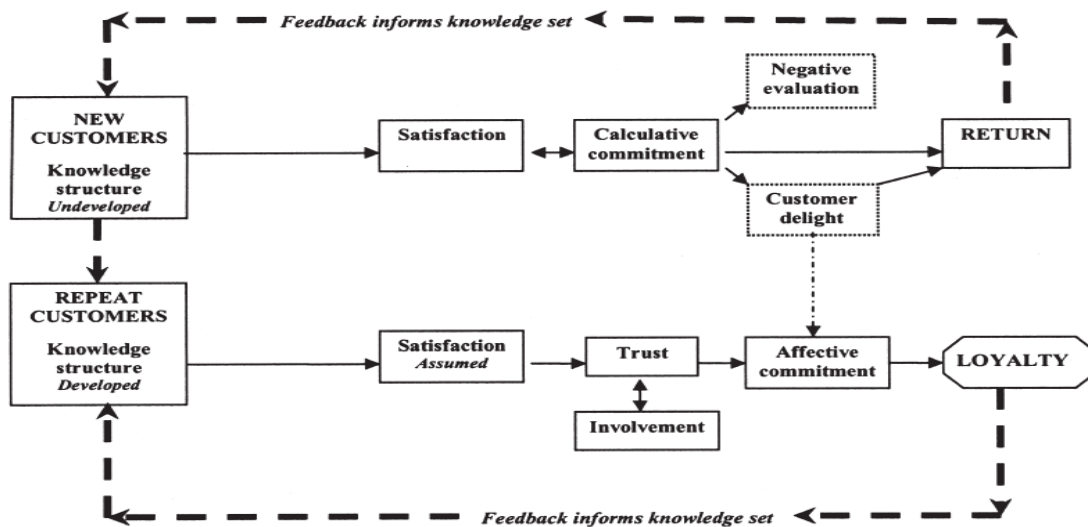 Feedback informs knowledge set
NEW
CUSTOMERS
Knowledge
structure
Undeveloped
Satisfaction
Calculative
commitment
Negative
evaluation
Customer
delight
RETURN
REPEAT
CUSTOMERS
Knowledge
structure
Developed
Satisfaction
Assumed
Trust
Involvement
Affective
commitment
LOYALTY
Feedback informs knowledge set